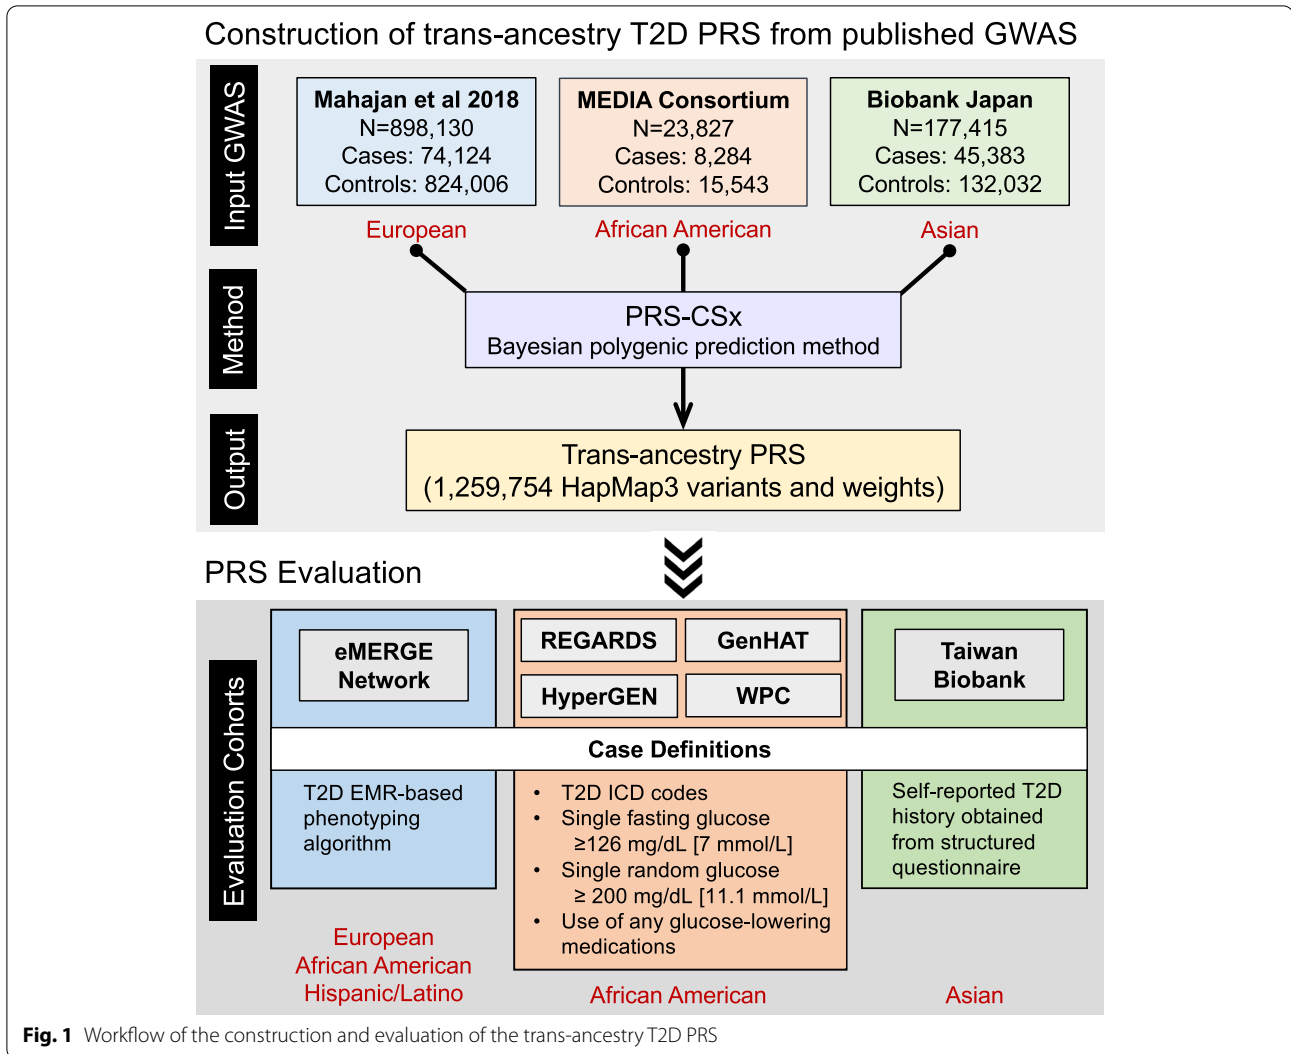 Construction of trans-ancestry T2D PRS from published GWAS
Input GWAS
Mahajan et al 2018
N=898,130
Cases: 74,124
Controls: 824,006
European
MEDIA Consortium
N=23,827
Cases: 8,284
Controls: 15,543
African American
Biobank Japan
N=177,415
Cases: 45,383
Controls: 132,032
Asian
Method
PRS-CSx
Bayesian polygenic prediction method
Output
Trans-ancestry PRS
(1,259,754 HapMap3 variants and weights)
PRS Evaluation
Evaluation Cohorts
eMERGE
Network
REGARDS
GenHAT
HyperGEN
WPC
Taiwan
Biobank
Case Definitions
T2D EMR-based
phenotyping
algorithm
• T2D ICD codes
• Single fasting glucose
≥126 mg/dL [7 mmol/L]
• Single random glucose
≥ 200 mg/dL [11.1 mmol/L]
• Use of any glucose-lowering
medications
Self-reported T2D
history obtained
from structured
questionnaire
European
African American
Hispanic/Latino
African American
Asian
Fig. 1 Workflow of the construction and evaluation of the trans-ancestry T2D PRS